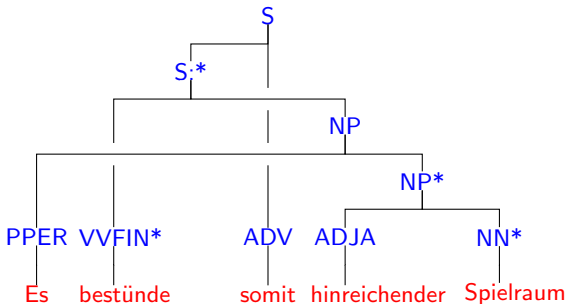 S
S:*
NP
NP*
PPER VVFIN* ADV ADJA NN*
Es bestünde somit hinreichender Spielraum